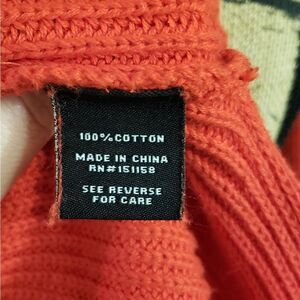 100% COTTON
MADE IN CHINA
RN#151158
SEE REVERSE
FOR CARE